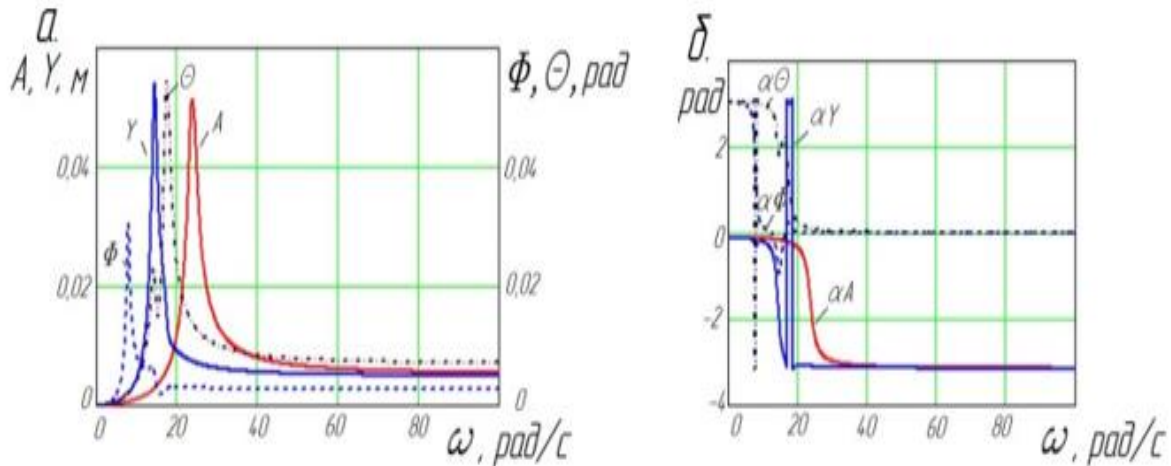 а.
A, Y, м
Φ, Θ, рад
Θ
Y
A
Φ
0,04
0,04
0,02
0,02
0
0
0 20 40 60 80
ω, рад/с
б.
рад
αΘ
αY
αΦ
αA
2
0
-2
-4
0 20 40 60 80
ω, рад/с